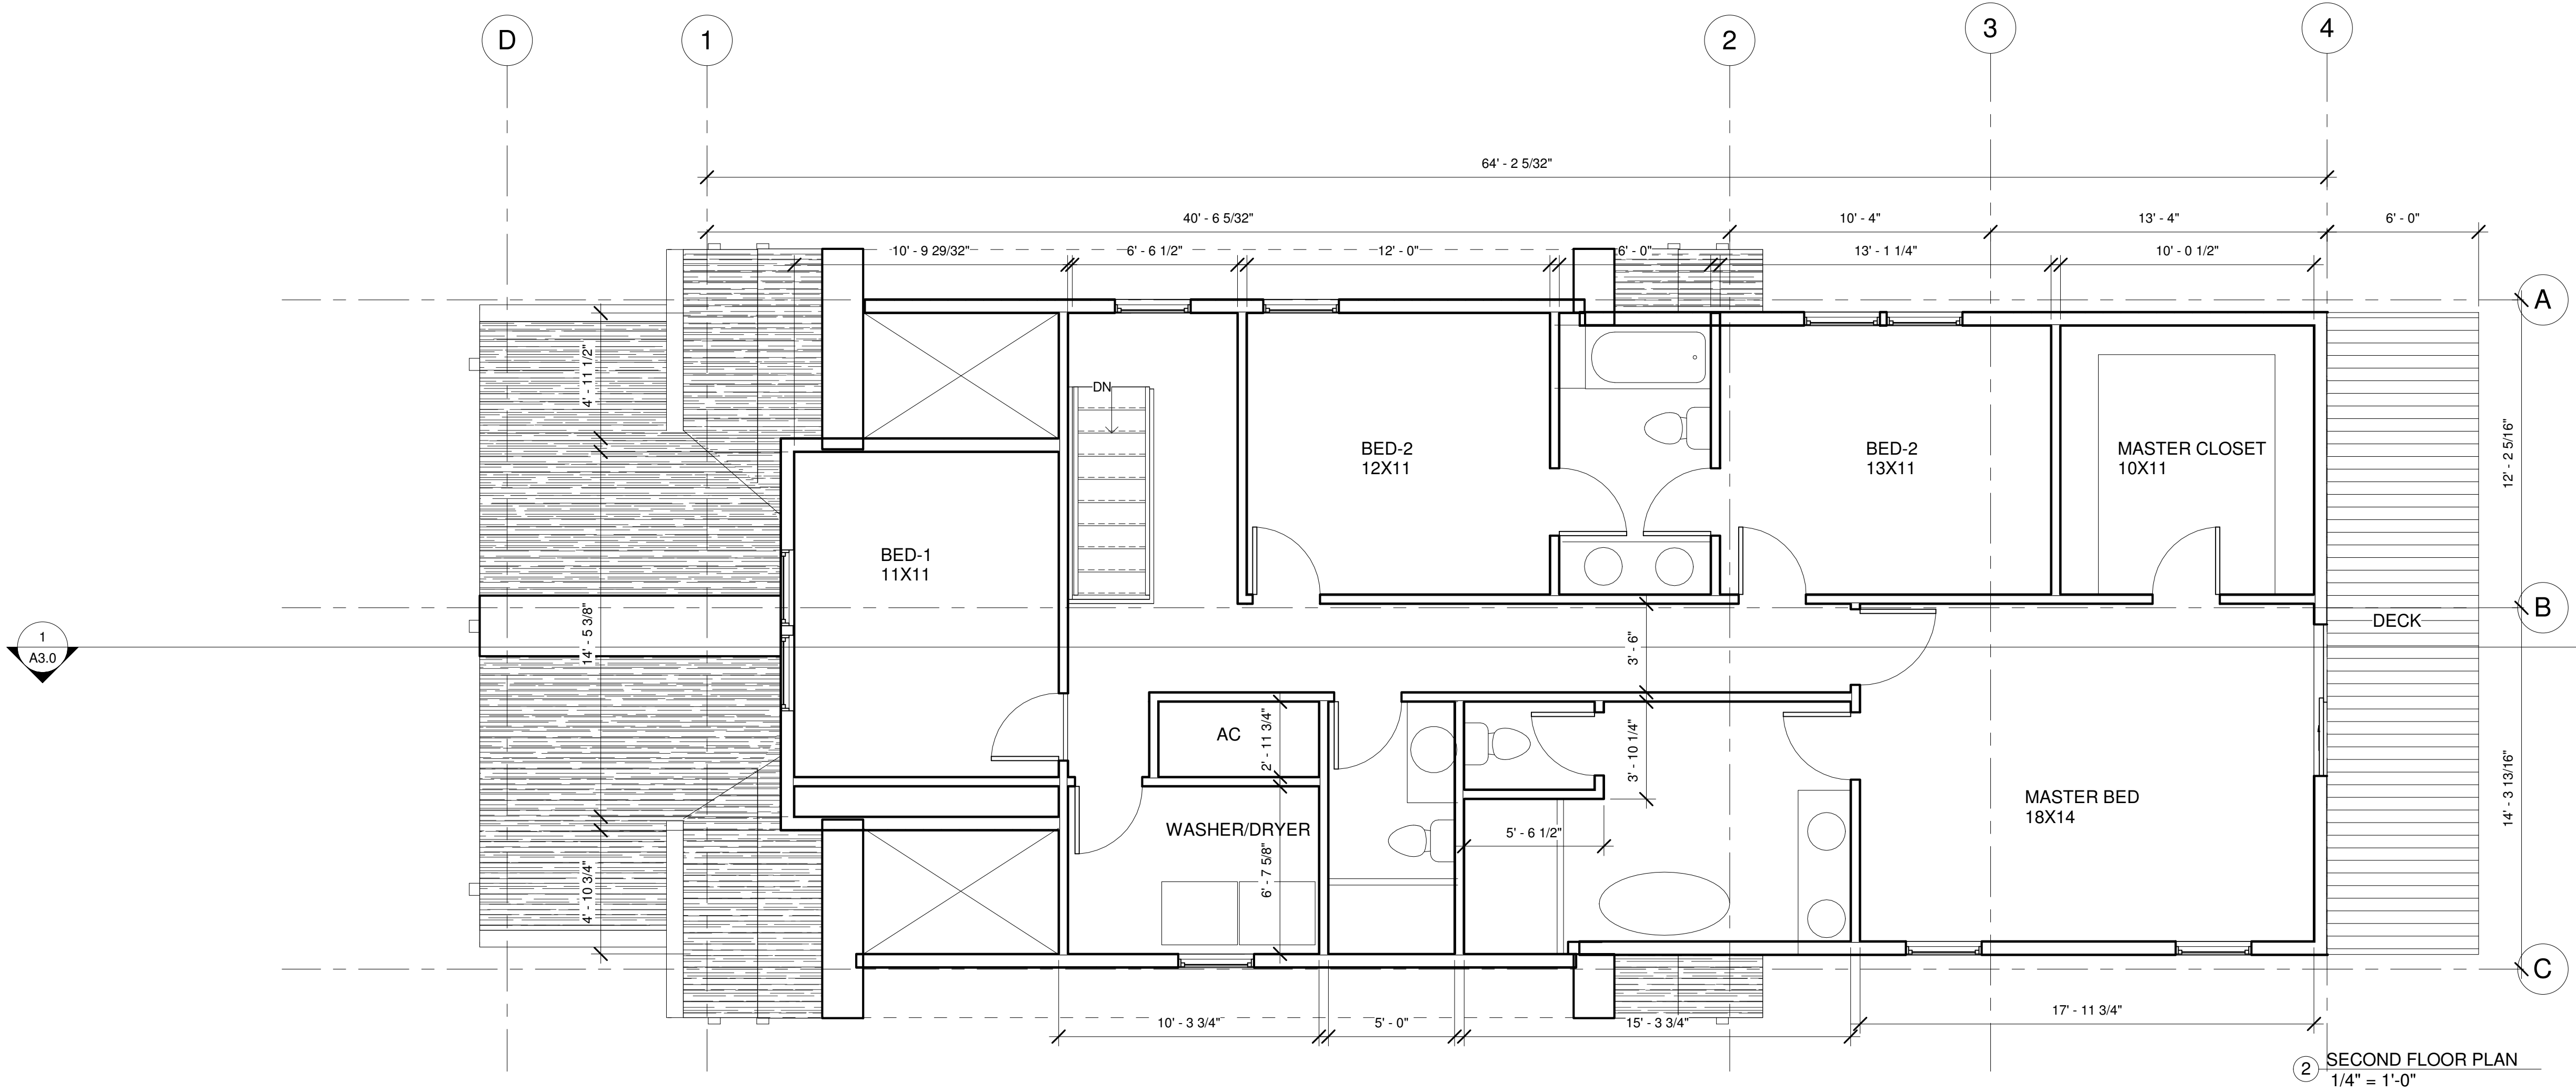 D
1
2
3
4
64' - 2 5/32"
40' - 6 5/32"
10' - 4"
13' - 4"
6' - 0"
10' - 9 29/32"
6' - 6 1/2"
12' - 0"
6' - 0"
13' - 1 1/4"
10' - 0 1/2"
A
4' - 11 1/2"
DN
BED-2
12X11
BED-2
13X11
MASTER CLOSET
10X11
12' - 2 5/16"
BED-1
11X11
B
DECK
14' - 5 3/8"
3' - 6"
1
A3.0
AC
2' - 11 3/4"
3' - 10 1/4"
MASTER BED
18X14
14' - 3 13/16"
WASHER/DRYER
5' - 6 1/2"
6' - 7 5/8"
4' - 10 3/4"
C
10' - 3 3/4"
5' - 0"
15' - 3 3/4"
17' - 11 3/4"
2
SECOND FLOOR PLAN
1/4" = 1'-0"